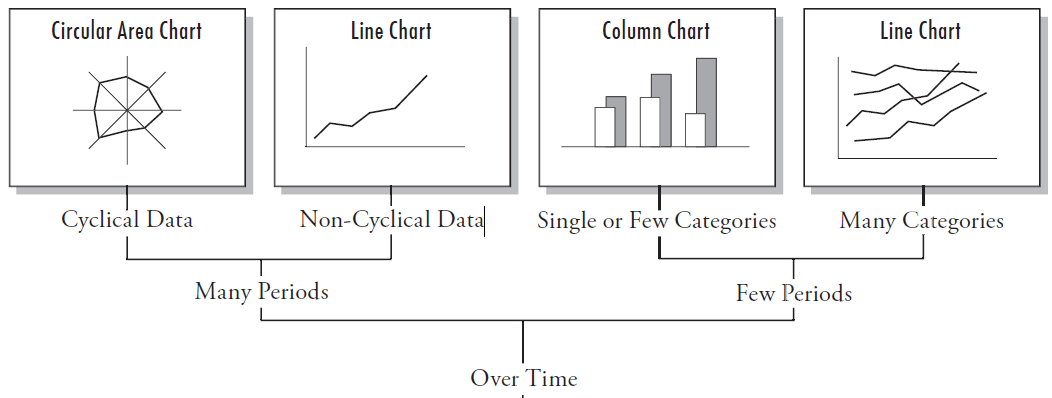 Circular Area Chart
Line Chart
Column Chart
Line Chart
Cyclical Data
Non-Cyclical Data
Single or Few Categories
Many Categories
Many Periods
Few Periods
Over Time